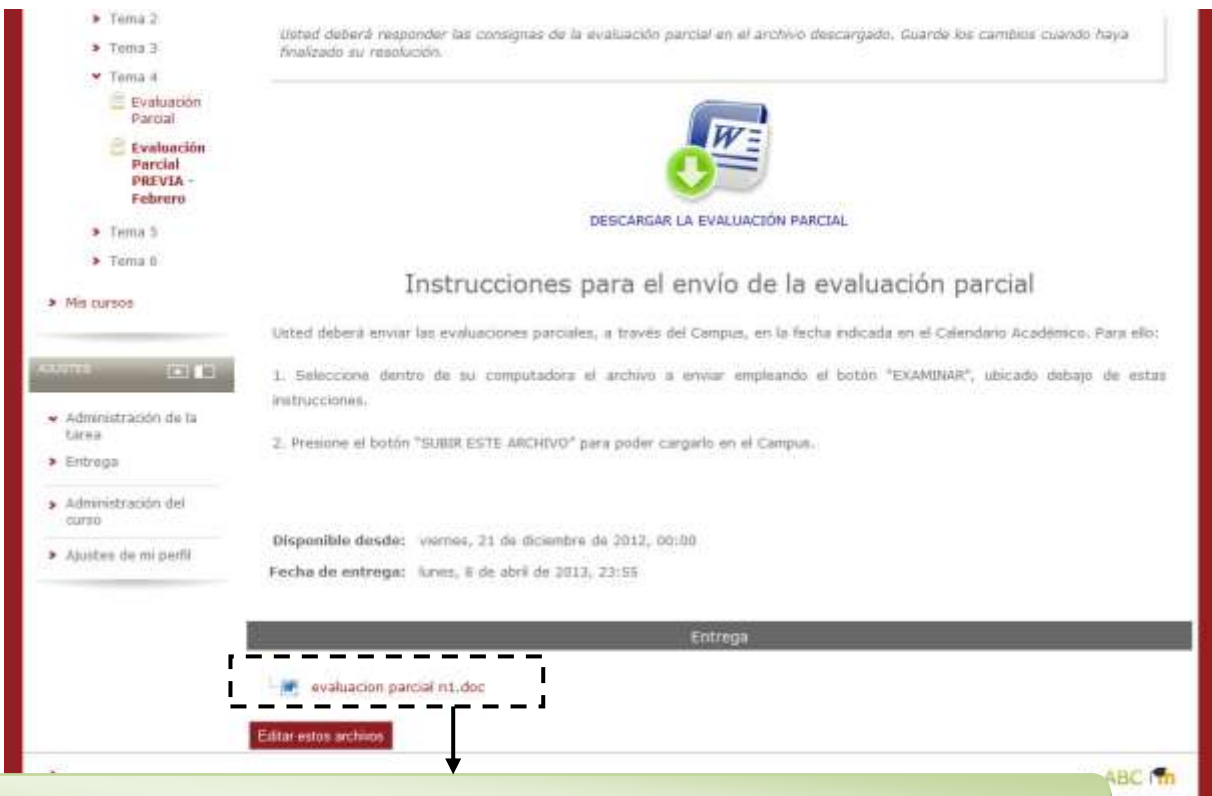 Tema 2
Tema 3
Tema 4
Evaluación
Parcial
Evaluación
Parcial
PREVIA -
Febrero
Tema 5
Tema 6
Mis cursos
AJUSTES
Administración de la
tarea
Entrega
Administración del
curso
Ajustes de mi perfil
Usted deberá responder las consignas de la evaluación parcial en el archivo descargado. Guarde los cambios cuando haya
finalizado su resolución.
W
DESCARGAR LA EVALUACIÓN PARCIAL
Instrucciones para el envío de la evaluación parcial
Usted deberá enviar las evaluaciones parciales, a través del Campus, en la fecha indicada en el Calendario Académico. Para ello:
1. Seleccione dentro de su computadora el archivo a enviar empleando el botón "EXAMINAR", ubicado debajo de estas
instrucciones.
2. Presione el botón "SUBIR ESTE ARCHIVO" para poder cargarlo en el Campus.
Disponible desde: viernes, 21 de diciembre de 2012, 00:00
Fecha de entrega: lunes, 8 de abril de 2013, 23:55
Entrega
evaluacion parcial n1.doc
Editar estos archivos
ABC